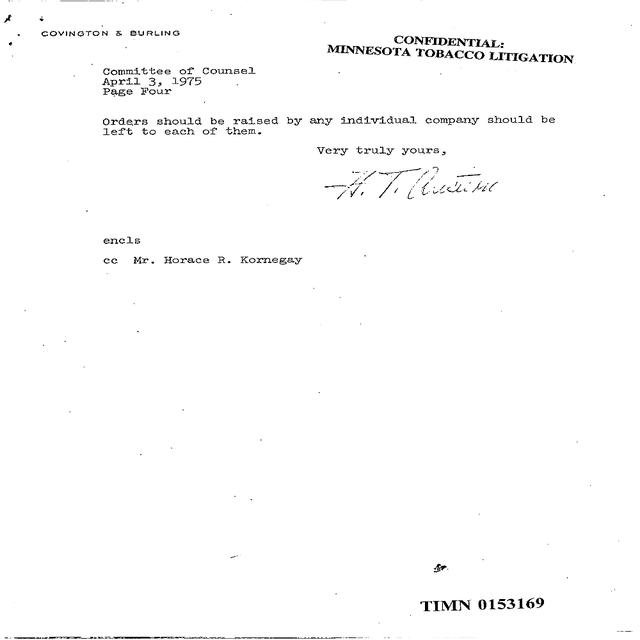 COVINGTON & BURLING
CONFIDENTIAL:
MINNESOTA TOBACCO LITIGATION
Committee of Counsel
April 3, 1975
Page Four
Orders should be raised by any individual company should be
left to each of them.
Very truly yours,
H. T. Austern
encls
cc Mr. Horace R. Kornegay
TIMN 0153169